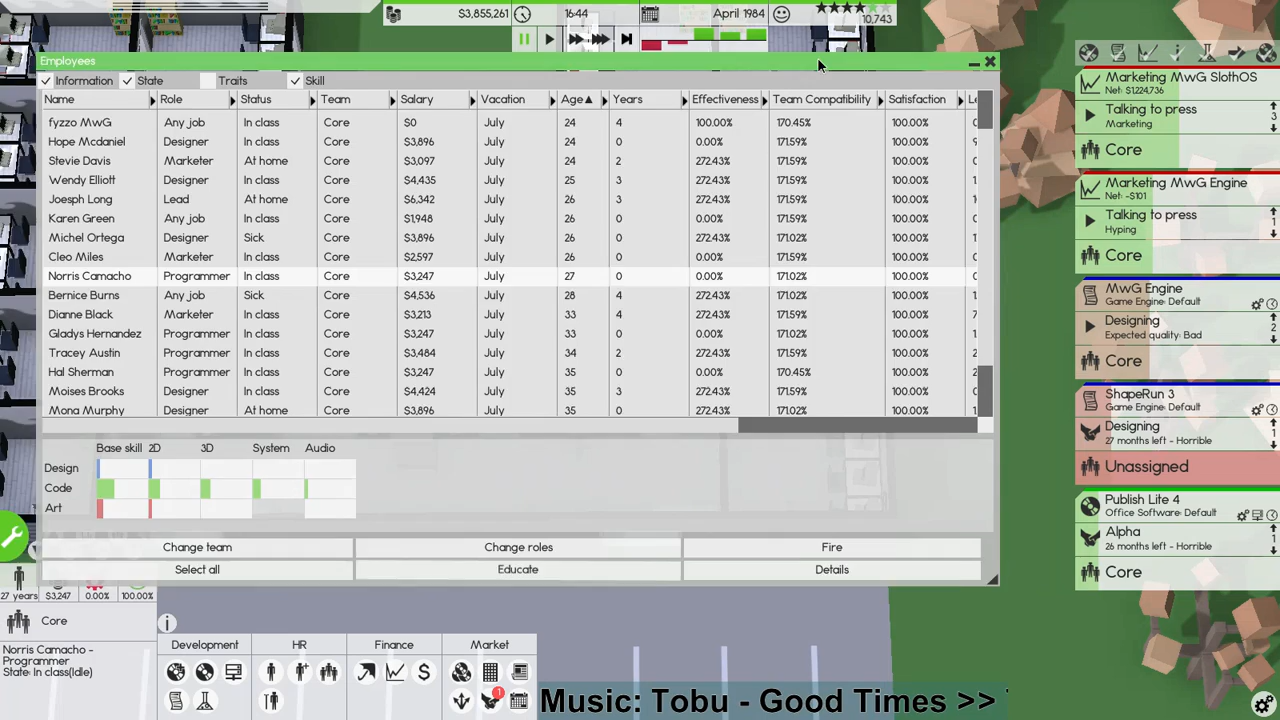 $3,855,261 16:44 April 1984 10,743
Employees
Information State Traits Skill
Name Role Status Team Salary Vacation Age▲ Years Effectiveness Team Compatibility Satisfaction Le
fyzzo MwG Any job In class Core $0 July 24 4 100.00% 170.45% 100.00%
Hope Mcdaniel Designer In class Core $3,896 July 24 0 0.00% 171.59% 100.00%
Stevie Davis Marketer At home Core $3,097 July 24 2 272.43% 171.59% 100.00%
Wendy Elliott Designer In class Core $4,435 July 25 3 272.43% 171.59% 100.00%
Joesph Long Lead At home Core $6,342 July 26 3 272.43% 171.59% 100.00%
Karen Green Any job In class Core $1,948 July 26 0 0.00% 171.59% 100.00%
Michel Ortega Designer Sick Core $3,896 July 26 0 272.43% 171.02% 100.00%
Cleo Miles Marketer At home Core $2,597 July 26 0 272.43% 171.02% 100.00%
Norris Camacho Programmer In class Core $3,247 July 27 0 0.00% 171.02% 100.00%
Bernice Burns Any job Sick Core $4,536 July 28 4 272.43% 171.02% 100.00%
Dianne Black Marketer In class Core $3,213 July 33 4 272.43% 171.59% 100.00%
Gladys Hernandez Programmer In class Core $3,247 July 33 0 0.00% 171.59% 100.00%
Tracey Austin Programmer In class Core $3,484 July 34 2 272.43% 171.59% 100.00%
Hal Sherman Programmer In class Core $3,247 July 35 0 0.00% 170.45% 100.00%
Moises Brooks Designer In class Core $4,424 July 35 3 272.43% 171.59% 100.00%
Mona Murphy Designer At home Core $3,896 July 35 0 272.43% 171.02% 100.00%
Base skill 2D 3D System Audio
Design
Code
Art
Change team Change roles Fire
Select all Educate Details
Marketing MwG SlothOS
Net: $1,224,736
Talking to press
Marketing
3
Core
Marketing MwG Engine
Net: -$101
Talking to press
Hyping
1
Core
MwG Engine
Game Engine: Default
Designing
Expected quality: Bad
2
Core
ShapeRun 3
Game Engine: Default
Designing
27 months left - Horrible
1
Unassigned
Publish Lite 4
Office Software: Default
Alpha
26 months left - Horrible
1
Core
27 years $3,247 0.00% 100.00%
Core
Norris Camacho -
Programmer
State: In class(Idle)
i
Development HR Finance Market
1
Music: Tobu - Good Times >>